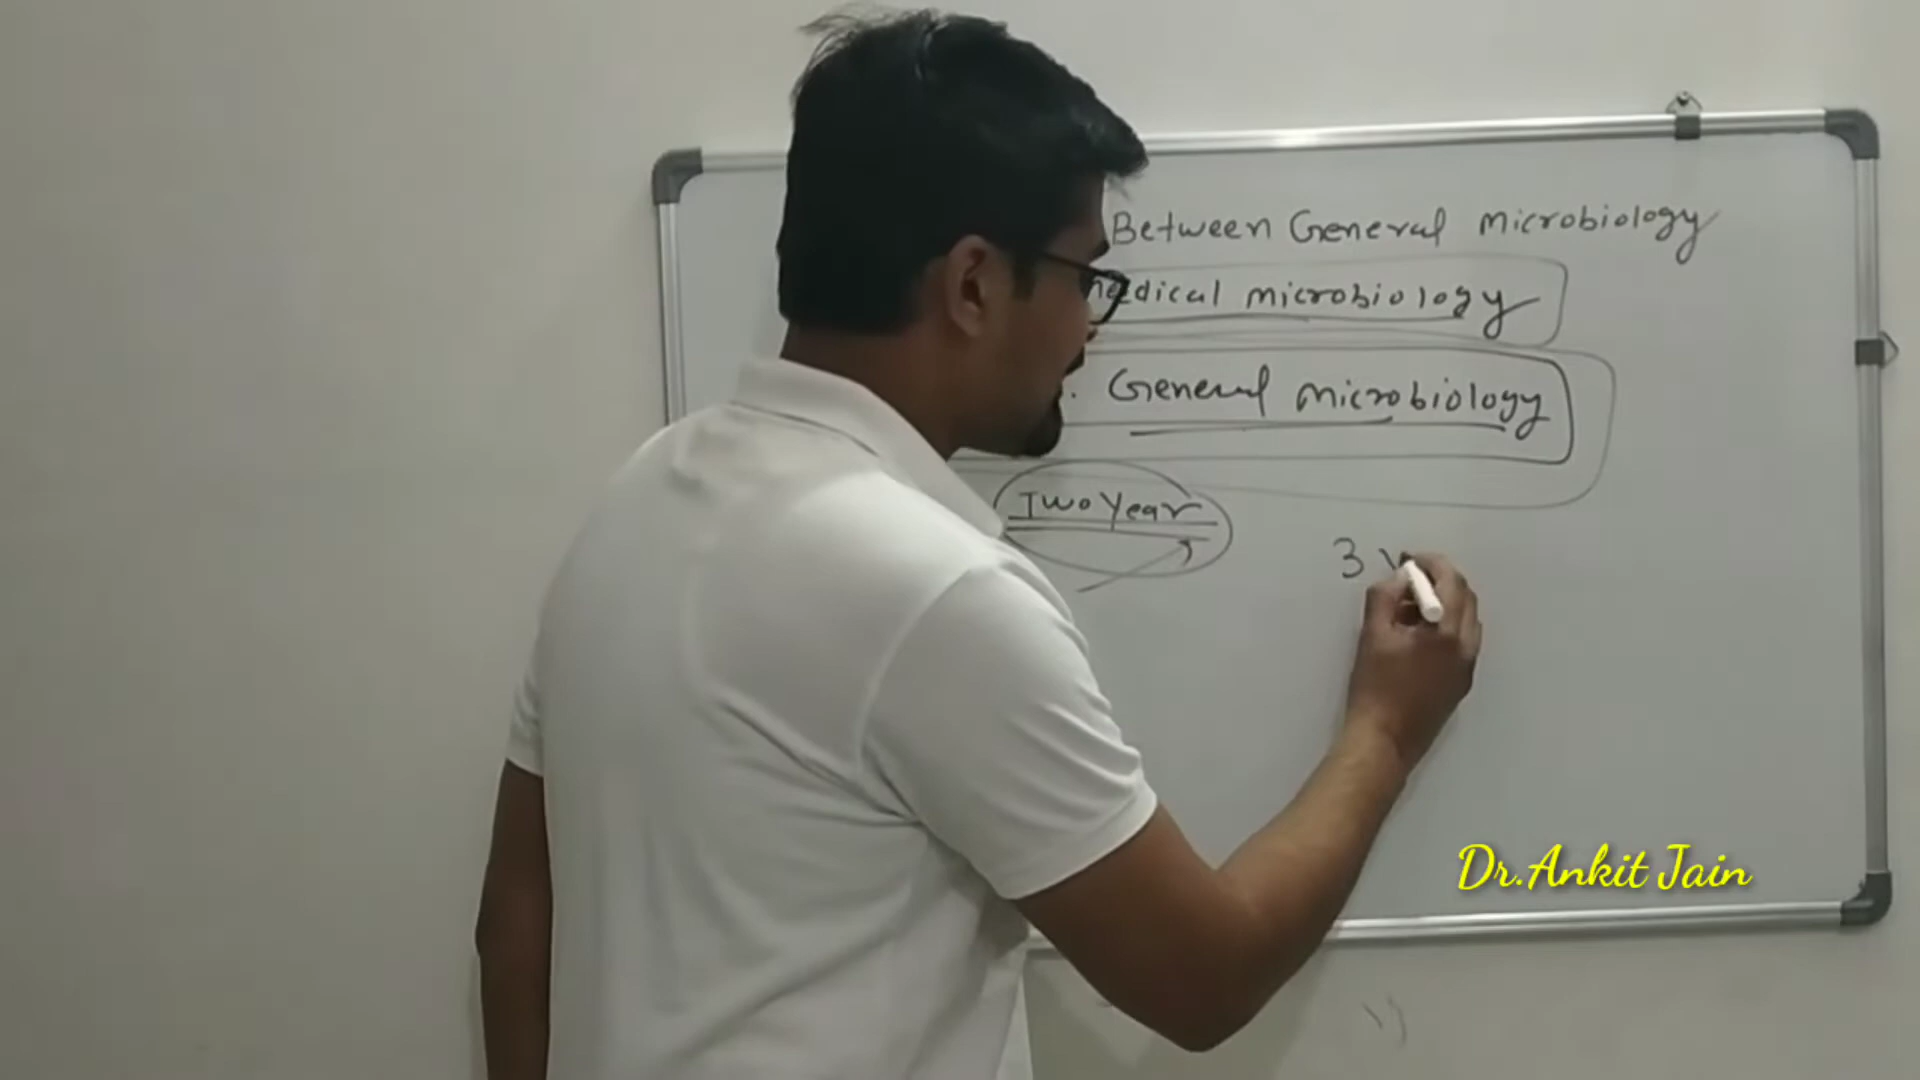 Between General Microbiology
medical microbiology
General microbiology
Two Year
3
Dr.Ankit Jain